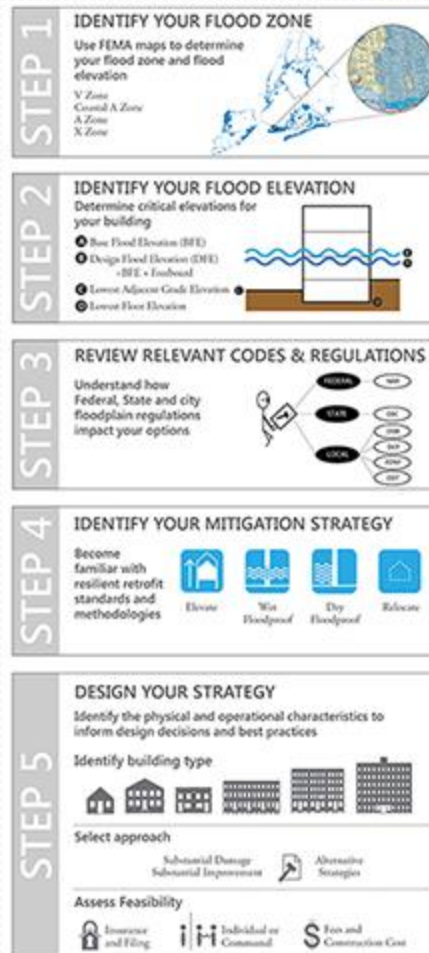 STEP 1
IDENTIFY YOUR FLOOD ZONE
Use FEMA maps to determine
your flood zone and flood
elevation
V Zone
Coastal A Zone
A Zone
X Zone
STEP 2
IDENTIFY YOUR FLOOD ELEVATION
Determine critical elevations for
your building
A Base Flood Elevation (BFE)
B Design Flood Elevation (DFE)
=BFE + Freeboard
C Lowest Adjacent Grade Elevation
D Lowest Floor Elevation
STEP 3
REVIEW RELEVANT CODES & REGULATIONS
Understand how
Federal, State and city
floodplain regulations
impact your options
FEDERAL
STATE
LOCAL
STEP 4
IDENTIFY YOUR MITIGATION STRATEGY
Become
familiar with
resilient retrofit
standards and
methodologies
Elevate
Wet
Floodproof
Dry
Floodproof
Relocate
STEP 5
DESIGN YOUR STRATEGY
Identify the physical and operational characteristics to
inform design decisions and best practices
Identify building type
Select approach
Substantial Damage
Substantial Improvement
Alternative
Strategies
Assess Feasibility
Insurance
and Filing
Individual or
Command
Fees and
Construction Cost